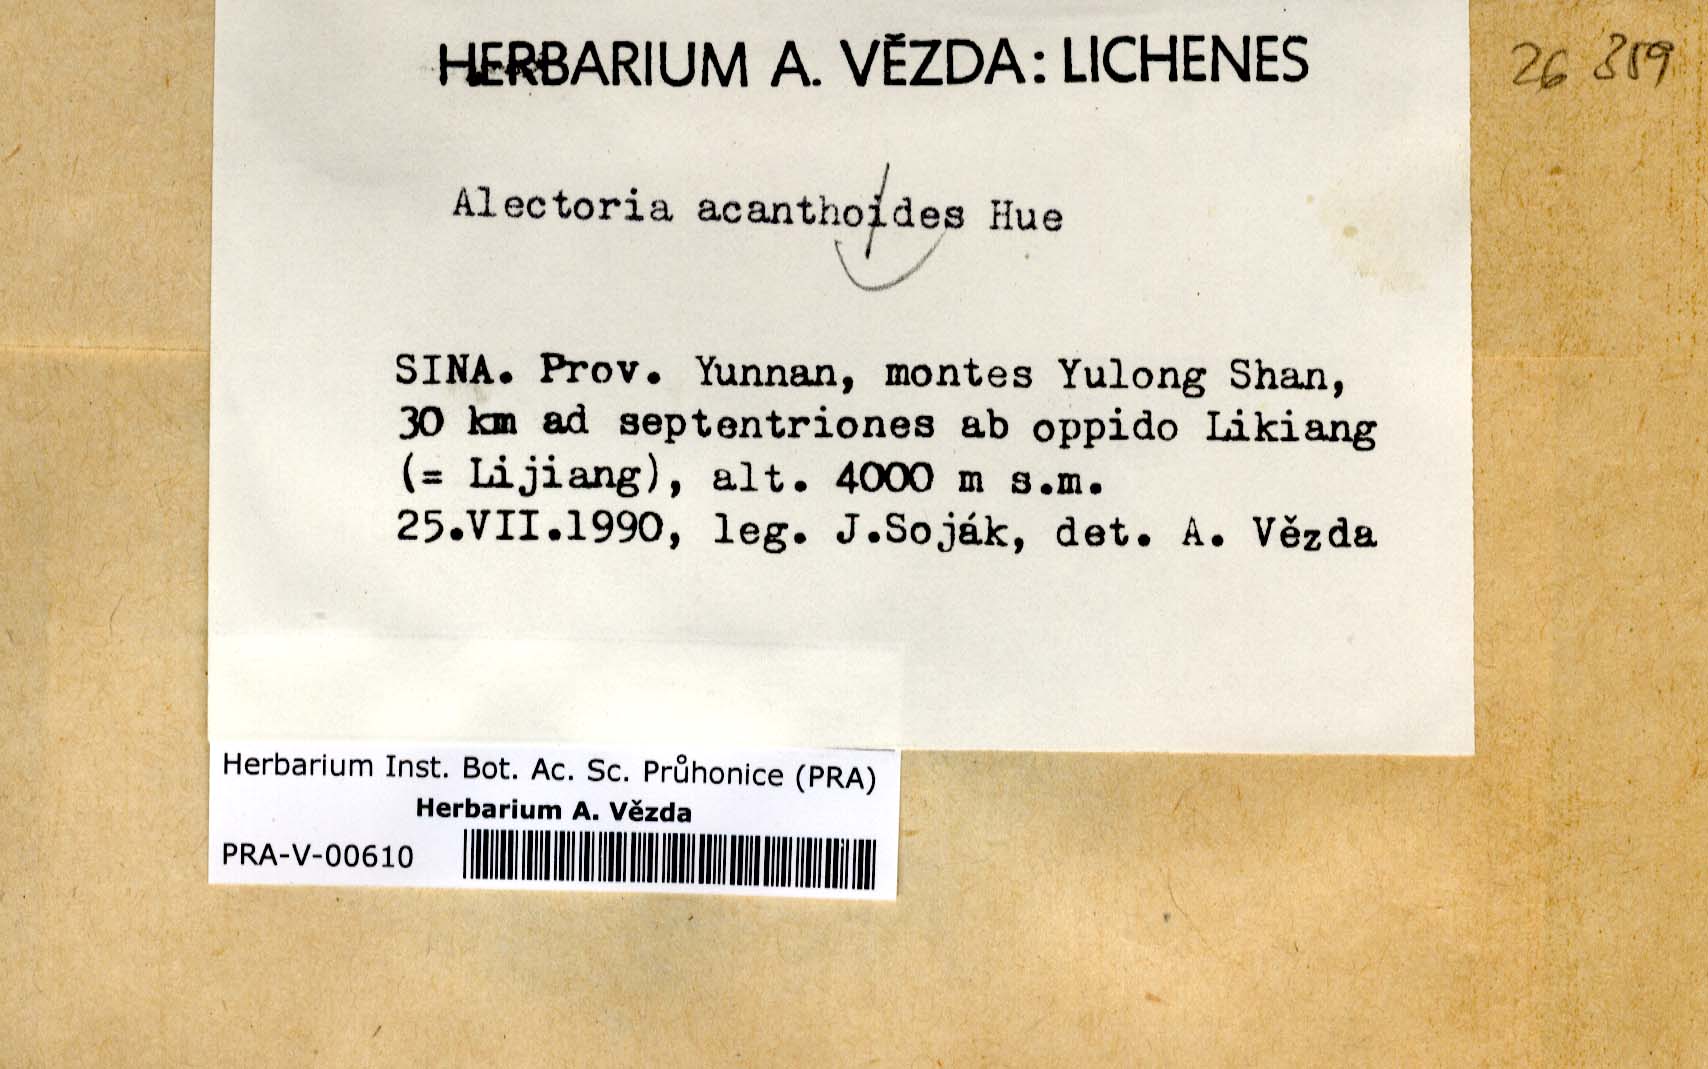 HERBARIUM A. VĚZDA: LICHENES
26 389
Alectoria acanthoides Hue
SINA. Prov. Yunnan, montes Yulong Shan,
30 km ad septentriones ab oppido Likiang
(= Lijiang), alt. 4000 m s.m.
25.VII.1990, leg. J.Soják, det. A. Vězda
Herbarium Inst. Bot. Ac. Sc. Průhonice (PRA)
Herbarium A. Vězda
PRA-V-00610